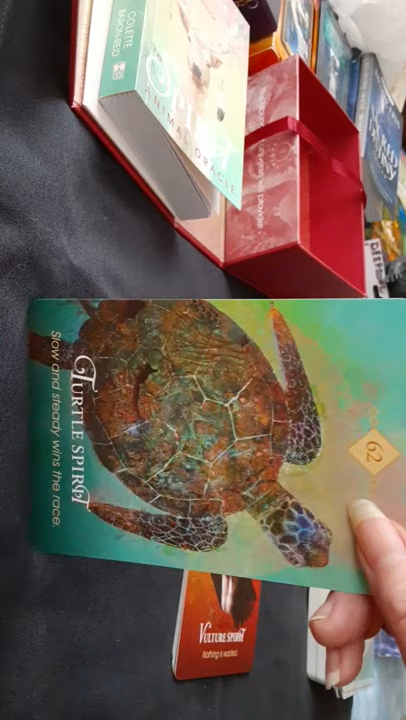 COLETTE
BARON-REID
THE
SPIRIT
ANIMAL ORACLE
62
TURTLE SPIRIT
Slow and steady wins the race.
VULTURE SPIRIT
Nothing is wasted.